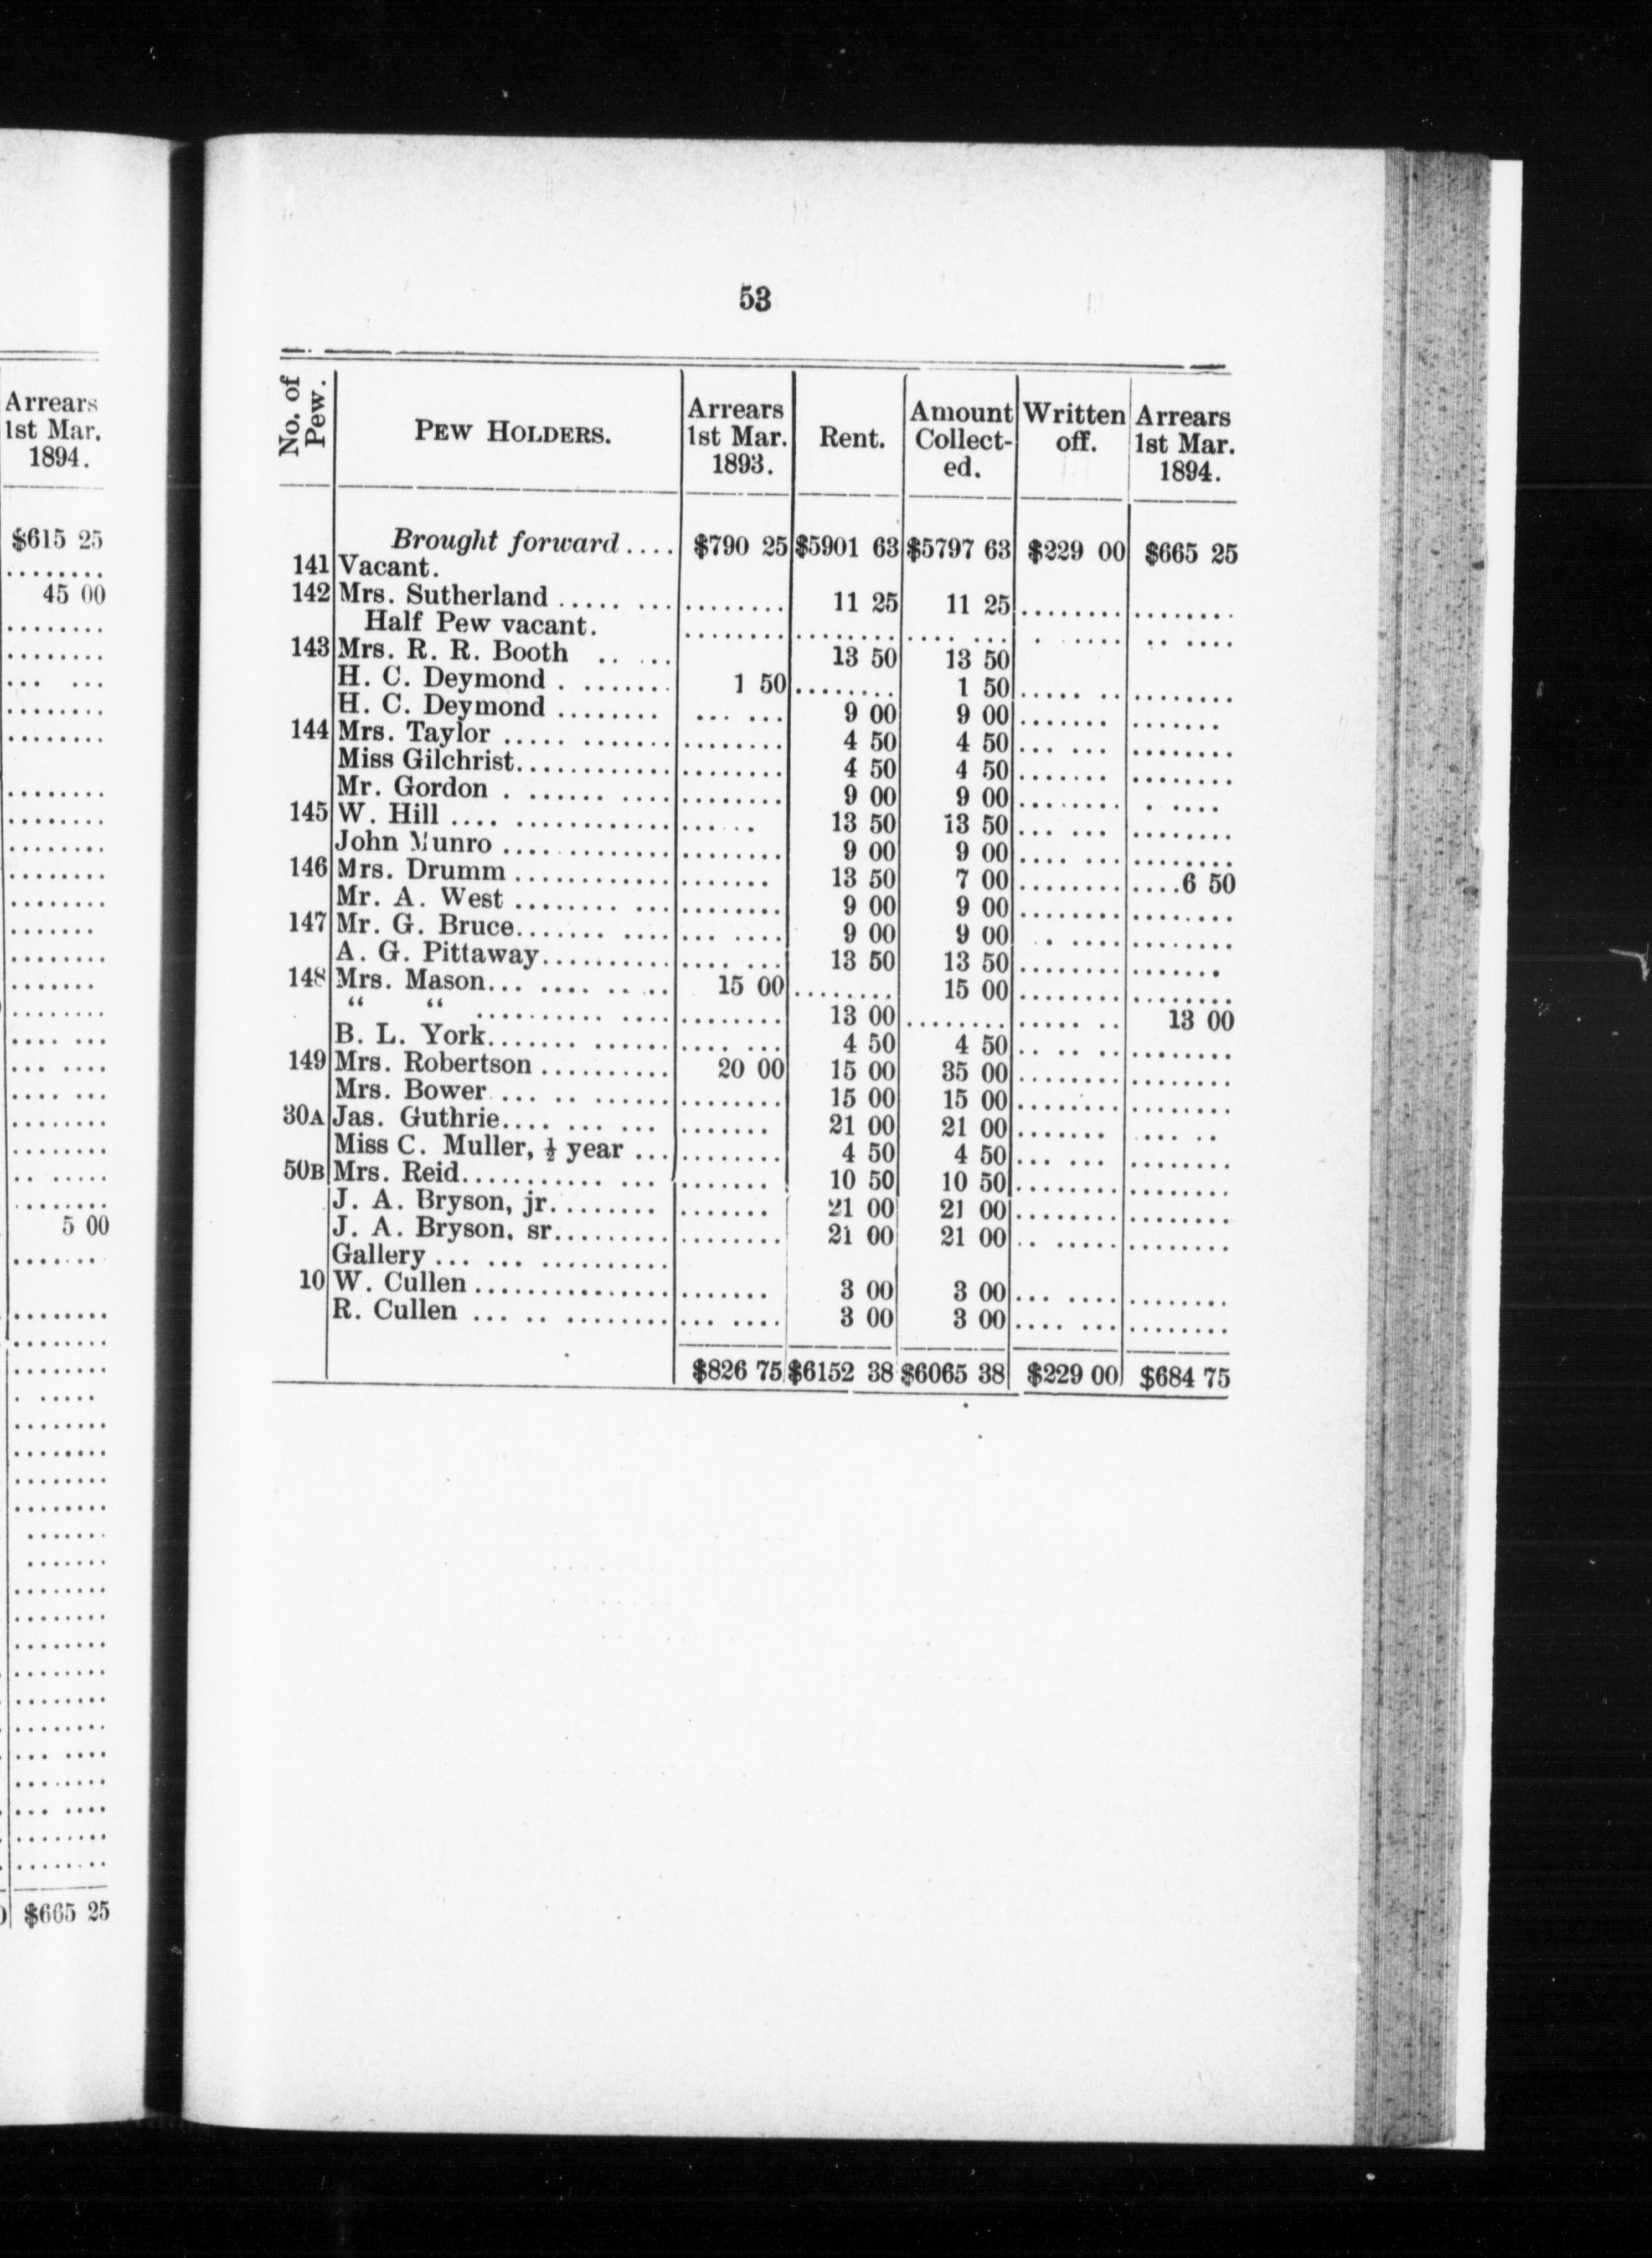 Arrears
1st Mar.
1894.
$615 25
........
45 00
........
........
... ...
........
........
........
........
........
........
........
.......
........
.......
........
.... ...
... ....
.... ...
........
........
.. .....
........
5 00
........
........
........
........
. .....
........
........
........
........
.......
.......
........
........
........
........
........
........
... ....
........
... ....
........
........
$665 25
53
No. of Pew. | PEW HOLDERS. | Arrears 1st Mar. 1893. | Rent. | Amount Collect-ed. | Written off. | Arrears 1st Mar. 1894.
Brought forward.... $790 25 $5901 63 $5797 63 $229 00 $665 25
141 Vacant.
142 Mrs. Sutherland ..... ... ........ 11 25 11 25 ........ ........
Half Pew vacant. ........ ........ .... ... . .... .. ....
143 Mrs. R. R. Booth .. ... 13 50 13 50
H. C. Deymond . ....... 1 50 ........ 1 50 ..... .. ........
H. C. Deymond ........ ... ... 9 00 9 00 ....... .......
144 Mrs. Taylor ..... ....... ........ 4 50 4 50 ... ... ........
Miss Gilchrist............ ........ 4 50 4 50 ....... ........
Mr. Gordon . ...... .... ........ 9 00 9 00 ........ . ....
145 W. Hill .... ............ ...... 13 50 13 50 ... ... ........
John Munro .... ......... ........ 9 00 9 00 .... ... ........
146 Mrs. Drumm ............ ....... 13 50 7 00 ........ ....6 50
Mr. A. West ........ ... ........ 9 00 9 00 ........ ........
147 Mr. G. Bruce....... .... ... .... 9 00 9 00 . .... ........
A. G. Pittaway.......... .... ... 13 50 13 50 ........ .......
148 Mrs. Mason... .... .. .. 15 00 ........ 15 00 ........ ........
“ “ .......... .... ........ 13 00 ........ ..... .. 13 00
B. L. York....... ...... .... ... 4 50 4 50 .. .. .. ........
149 Mrs. Robertson .......... 20 00 15 00 35 00 ........ ........
Mrs. Bower.... .. ...... ........ 15 00 15 00 ........ ........
30A Jas. Guthrie.... ... ... ....... 21 00 21 00 ....... ... ..
Miss C. Muller, ½ year ... ........ 4 50 4 50 ... ... ........
50B Mrs. Reid............ ... ....... 10 50 10 50 ........ ........
J. A. Bryson, jr........ ....... 21 00 21 00 ........ ........
J. A. Bryson, sr......... ........ 21 00 21 00 .. ..... ........
Gallery ... ... ...........
10 W. Cullen ............... ....... 3 00 3 00 ... .... ........
R. Cullen ... .. ........ ... .... 3 00 3 00 .... ... ........
$826 75 $6152 38 $6065 38 $229 00 $684 75